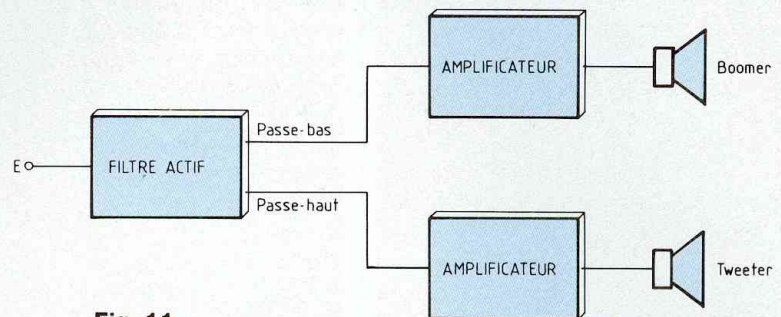 AMPLIFICATEUR
Boomer
Passe-bas
E
FILTRE ACTIF
Passe-haut
AMPLIFICATEUR
Tweeter
Fig. 11